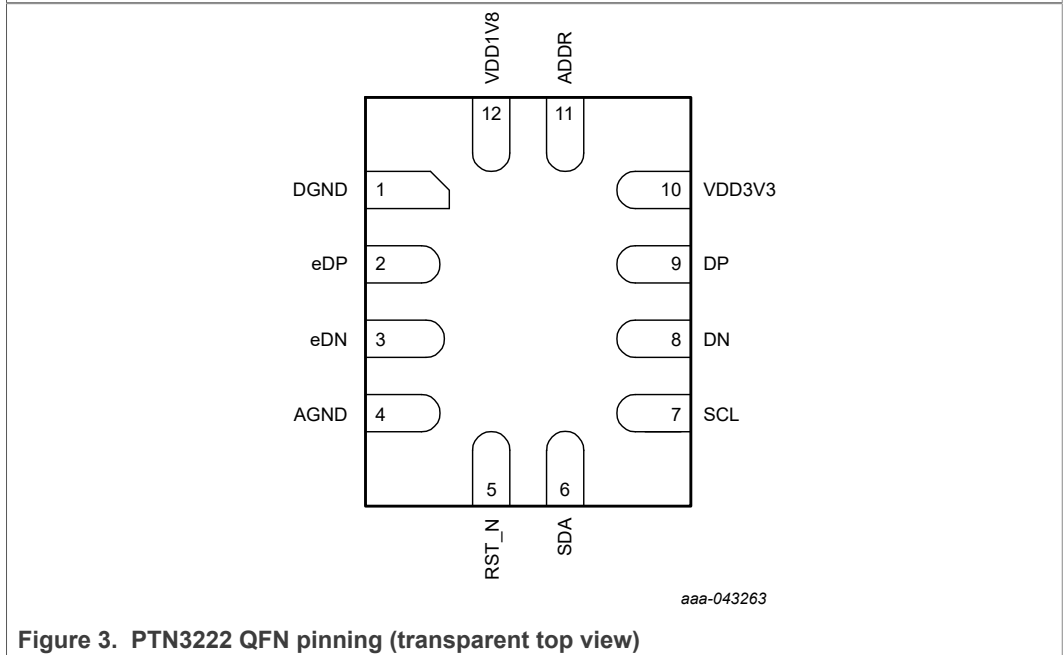 VDD1V8
ADDR
12
11
DGND
1
10
VDD3V3
eDP
2
9
DP
eDN
3
8
DN
AGND
4
7
SCL
5
6
RST_N
SDA
aaa-043263
Figure 3. PTN3222 QFN pinning (transparent top view)